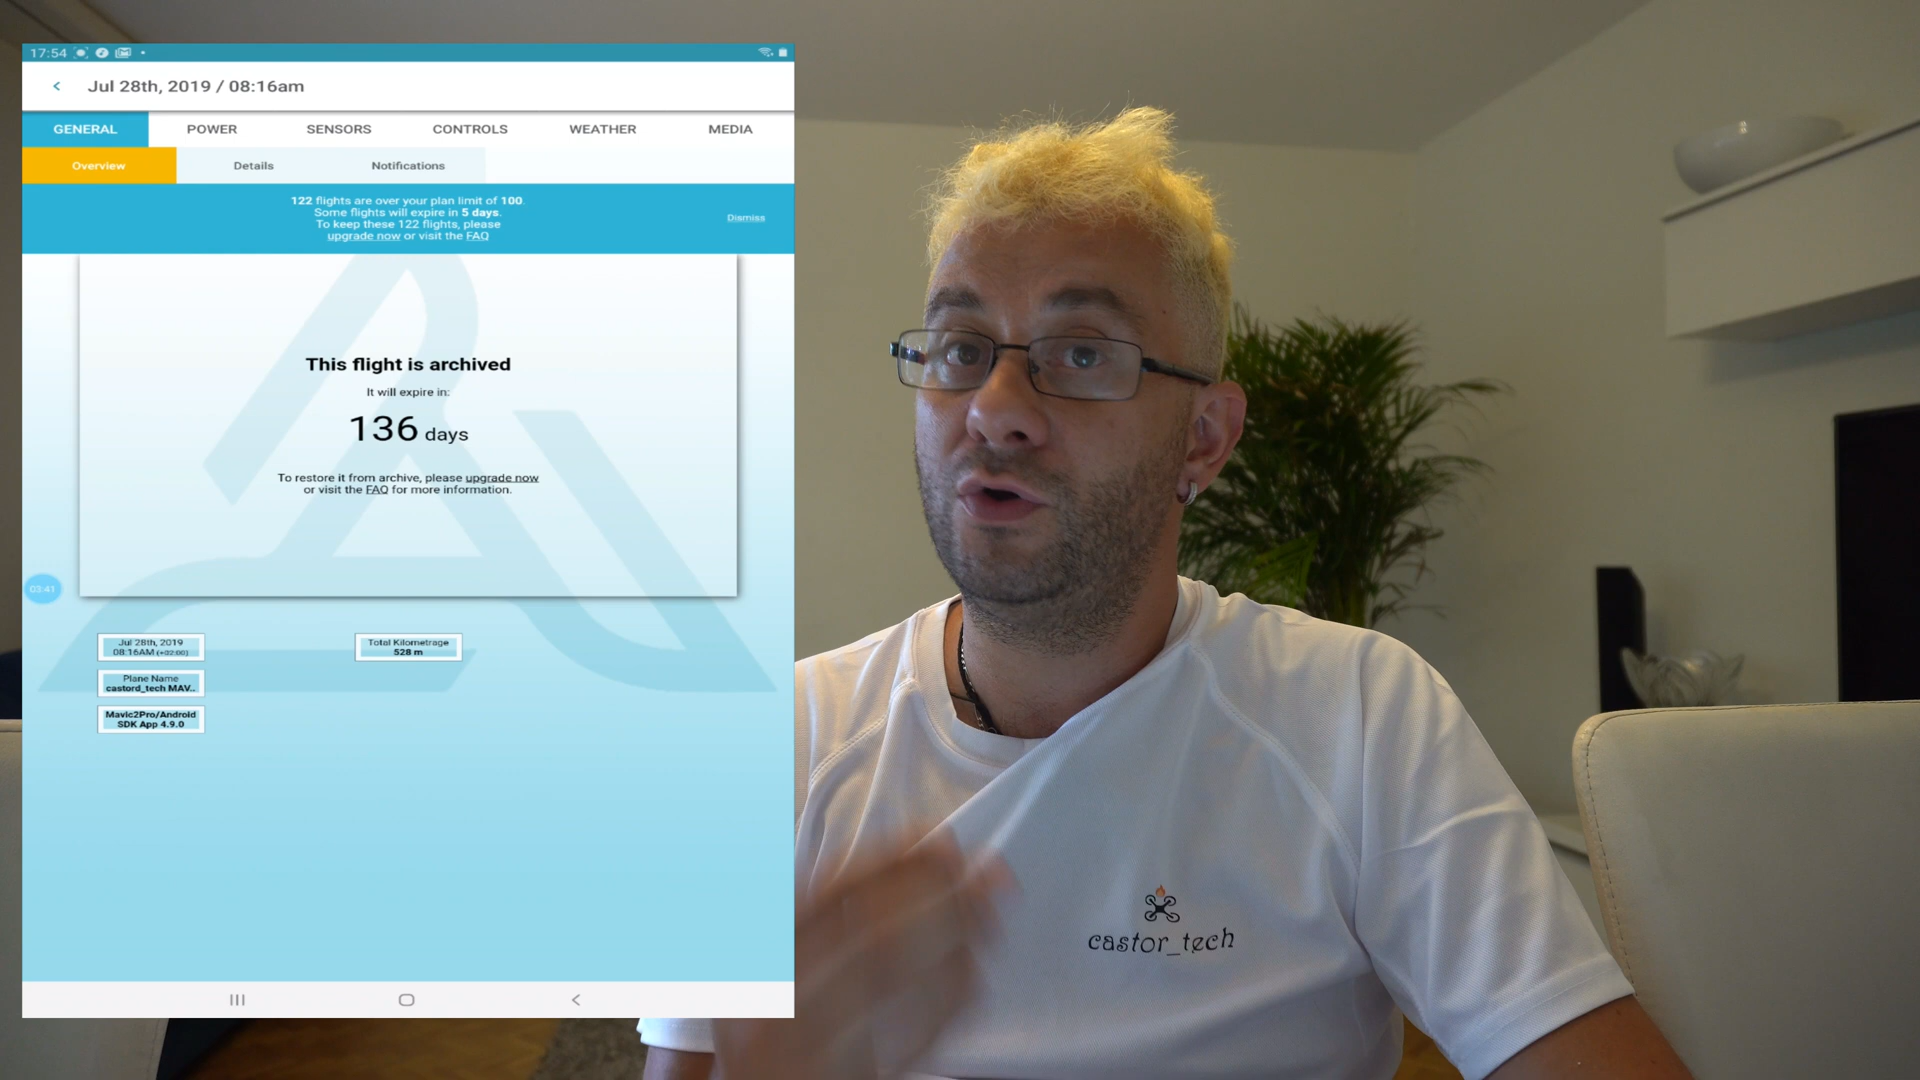 17:54
Jul 28th, 2019 / 08:16am
GENERAL POWER SENSORS CONTROLS WEATHER MEDIA
Overview Details Notifications
122 flights are over your plan limit of 100.
Some flights will expire in 5 days.
To keep these 122 flights, please
upgrade now or visit the FAQ
Dismiss
This flight is archived
It will expire in:
136 days
To restore it from archive, please upgrade now
or visit the FAQ for more information.
03:41
Jul 28th, 2019
08:16AM (+02:00)
Total Kilometrage
528 m
Plane Name
castord_tech MAV..
Mavic2Pro/Android
SDK App 4.9.0
castor_tech